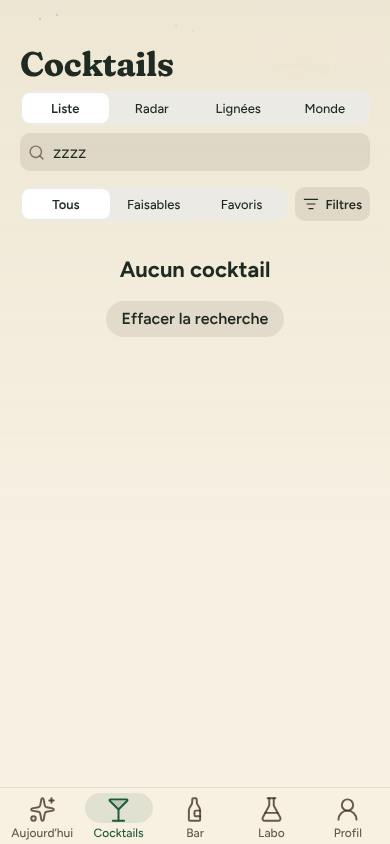 Cocktails
Liste Radar Lignées Monde
zzzz
Tous Faisables Favoris Filtres
Aucun cocktail
Effacer la recherche
Aujourd'hui Cocktails Bar Labo Profil